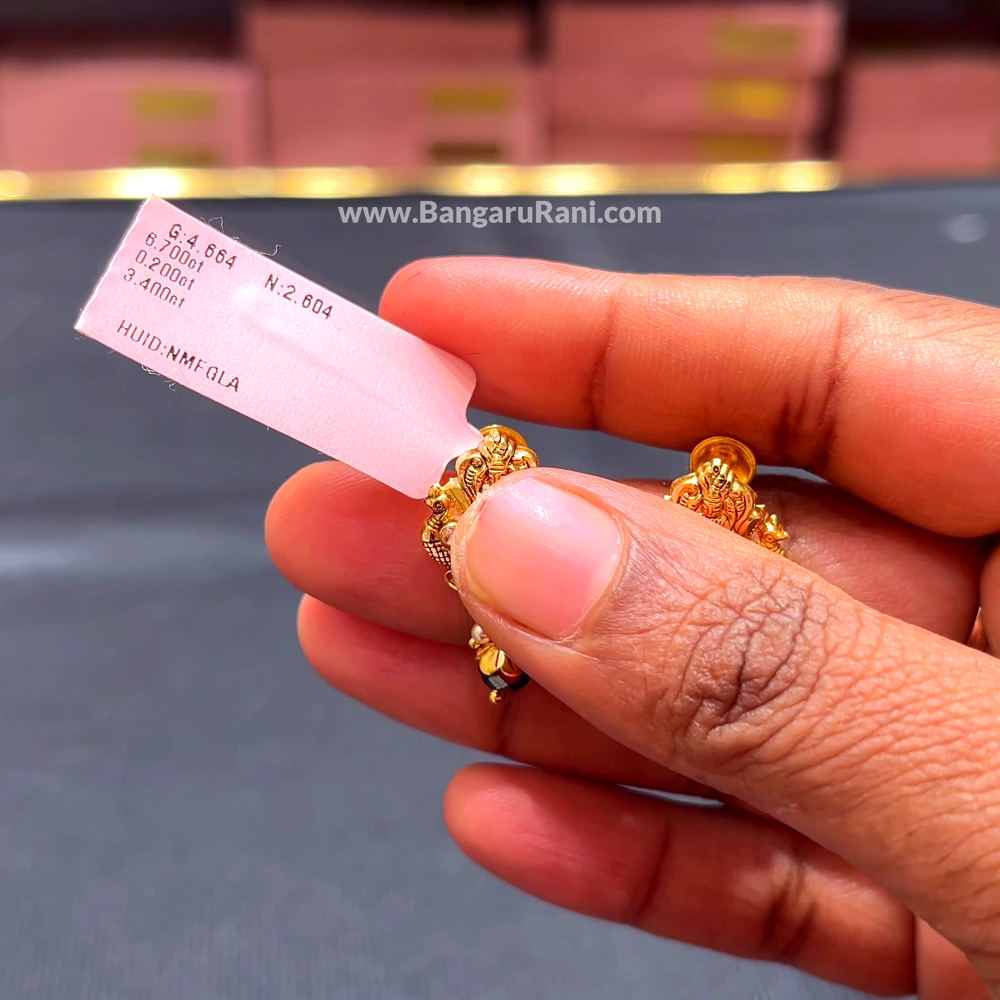 www.BangaruRani.com
G:4.664 N:2.604
6.700ct
0.200ct
3.400ct
HUID:NMFGLA